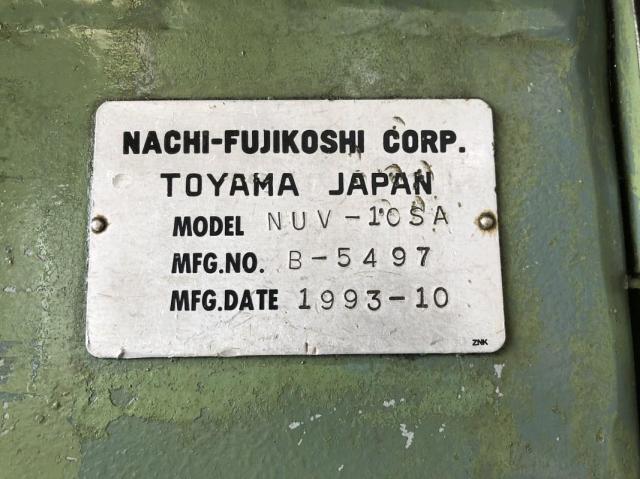 NACHI-FUJIKOSHI CORP.
TOYAMA JAPAN
MODEL NUV-10SA
MFG.NO. B-5497
MFG.DATE 1993-10
ZNK